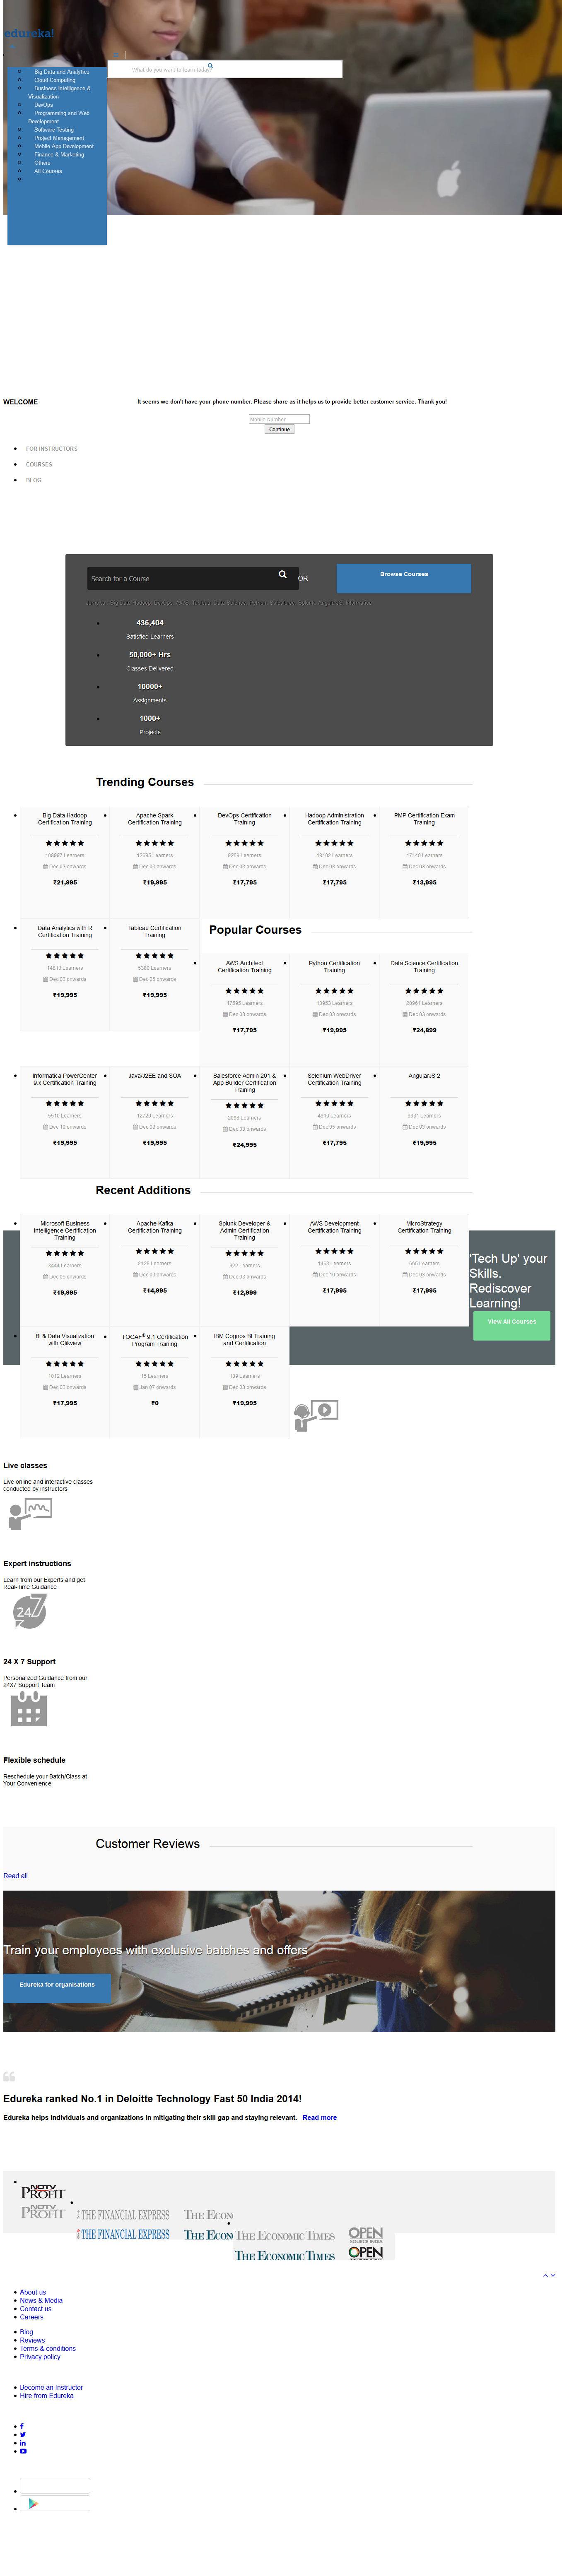 edureka!
What do you want to learn today?
Big Data and Analytics
Cloud Computing
Business Intelligence &
Visualization
DevOps
Programming and Web
Development
Software Testing
Project Management
Mobile App Development
Finance & Marketing
Others
All Courses
WELCOME
It seems we don't have your phone number. Please share as it helps us to provide better customer service. Thank you!
Mobile Number
Continue
FOR INSTRUCTORS
COURSES
BLOG
Search for a Course
OR
Browse Courses
436,404
Satisfied Learners
50,000+ Hrs
Classes Delivered
10000+
Assignments
1000+
Projects
Trending Courses
Big Data Hadoop
Certification Training
Learners
Dec 03 onwards
₹21,995
Apache Spark
Certification Training
12695 Learners
Dec 03 onwards
₹19,995
DevOps Certification
Training
9269 Learners
Dec 03 onwards
₹17,795
Hadoop Administration
Certification Training
16102 Learners
Dec 03 onwards
₹17,795
PMP Certification Exam
Training
17140 Learners
Dec 03 onwards
₹13,995
Data Analytics with R
Certification Training
14813 Learners
Dec 03 onwards
₹19,995
Tableau Certification
Training
5389 Learners
Dec 05 onwards
₹19,995
Popular Courses
AWS Architect
Certification Training
17595 Learners
Dec 03 onwards
₹17,795
Python Certification
Training
13953 Learners
Dec 03 onwards
₹19,995
Data Science Certification
Training
20961 Learners
Dec 03 onwards
₹24,899
Informatica PowerCenter
9.x Certification Training
5516 Learners
Dec 10 onwards
₹19,995
Java/J2EE and SOA
12729 Learners
Dec 03 onwards
₹19,995
Salesforce Admin 201 &
App Builder Certification
Training
Learners
Dec 03 onwards
₹24,995
Selenium WebDriver
Certification Training
4910 Learners
Dec 05 onwards
₹17,795
AngularJS 2
6631 Learners
Dec 03 onwards
₹19,995
Recent Additions
Microsoft Business
Intelligence Certification
Training
3444 Learners
Dec 05 onwards
₹19,995
Apache Kafka
Certification Training
2128 Learners
Dec 03 onwards
₹14,995
Splunk Developer &
Admin Certification
Training
822 Learners
Dec 03 onwards
₹12,999
AWS Development
Certification Training
1463 Learners
Dec 10 onwards
₹17,995
MicroStrategy
Certification Training
Learners
Dec 03 onwards
₹17,995
'Tech Up' your
Skills.
Rediscover
Learning!
View All Courses
BI & Data Visualization
with Qlikview
1012 Learners
Dec 03 onwards
₹17,995
TOGAF® 9.1 Certification
Program Training
15 Learners
Jan 07 onwards
₹0
IBM Cognos BI Training
and Certification
169 Learners
Dec 03 onwards
₹19,995
Live classes
Live online and interactive classes
conducted by instructors
Expert instructions
Learn from our Experts and get
Real-Time Guidance
24/7
24 X 7 Support
Personalized Guidance from our
24X7 Support Team
Flexible schedule
Reschedule your Batch/Class at
Your Convenience
Customer Reviews
Read all
Train your employees with exclusive batches and offers
Edureka for organisations
Edureka ranked No.1 in Deloitte Technology Fast 50 India 2014!
Edureka helps individuals and organizations in mitigating their skill gap and staying relevant. Read more
NDTV
PROFIT
NDTV
PROFIT
THE FINANCIAL EXPRESS
THE ECON
THE FINANCIAL EXPRESS
THE ECON
THE ECONOMIC TIMES
OPEN
SOURCE INDIA
THE ECONOMIC TIMES
OPEN
About us
News & Media
Contact us
Careers
Blog
Reviews
Terms & conditions
Privacy policy
Become an Instructor
Hire from Edureka